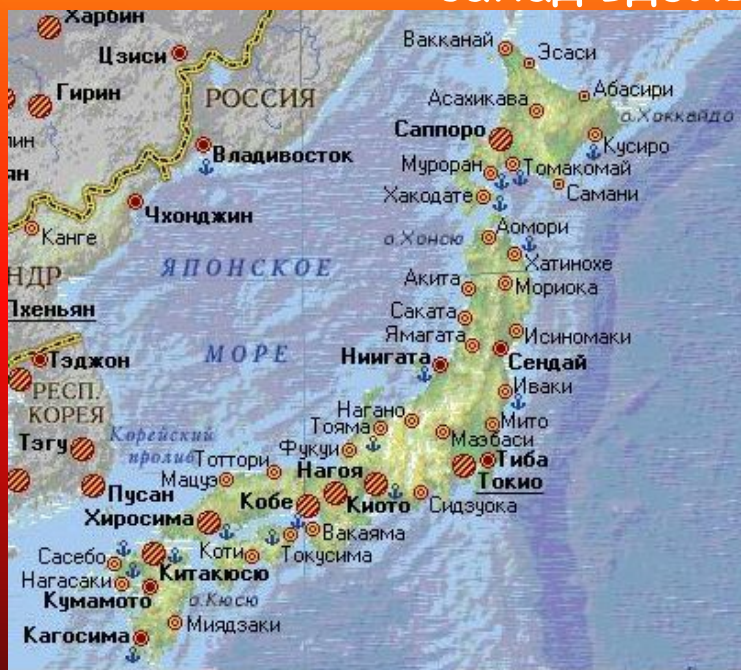 Харбин
Цзиси
Гирин
РОССИЯ
Владивосток
Чхонджин
Канге
НДР
Пхеньян
ЯПОНСКОЕ
МОРЕ
Тэджон
РЕСП.
КОРЕЯ
Тэгу
Корейский
пролив
Пусан
Вакканай
Эсаси
Абасири
Асахикава
о.Хоккайдо
Саппоро
Кусиро
Муроран
Томакомай
Самани
Хакодате
о.Хонсю
Аомори
Хатинохе
Акита
Мориока
Саката
Ямагата
Исиномаки
Ниигата
Сендай
Иваки
Нагано
Тояма
Мито
Маэбаси
Фукуи
Тиба
Токио
Тоттори
Мацуэ
Нагоя
Кобе
Киото
Сидзуока
Хиросима
Вакаяма
Коти
Токусима
Сасебо
Нагасаки
Китакюсю
Кумамото
о.Кюсю
Миядзаки
Кагосима